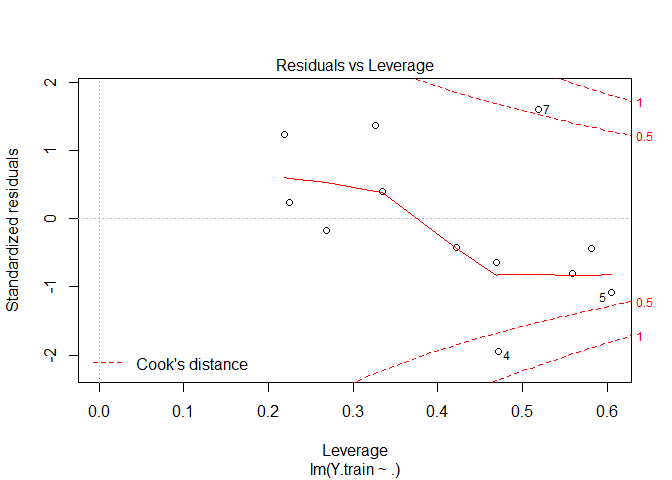 Residuals vs Leverage
Standardized residuals
2
1
0
-1
-2
7
5
4
1
0.5
0.5
1
Cook's distance
0.0 0.1 0.2 0.3 0.4 0.5 0.6
Leverage
lm(Y.train ~ .)